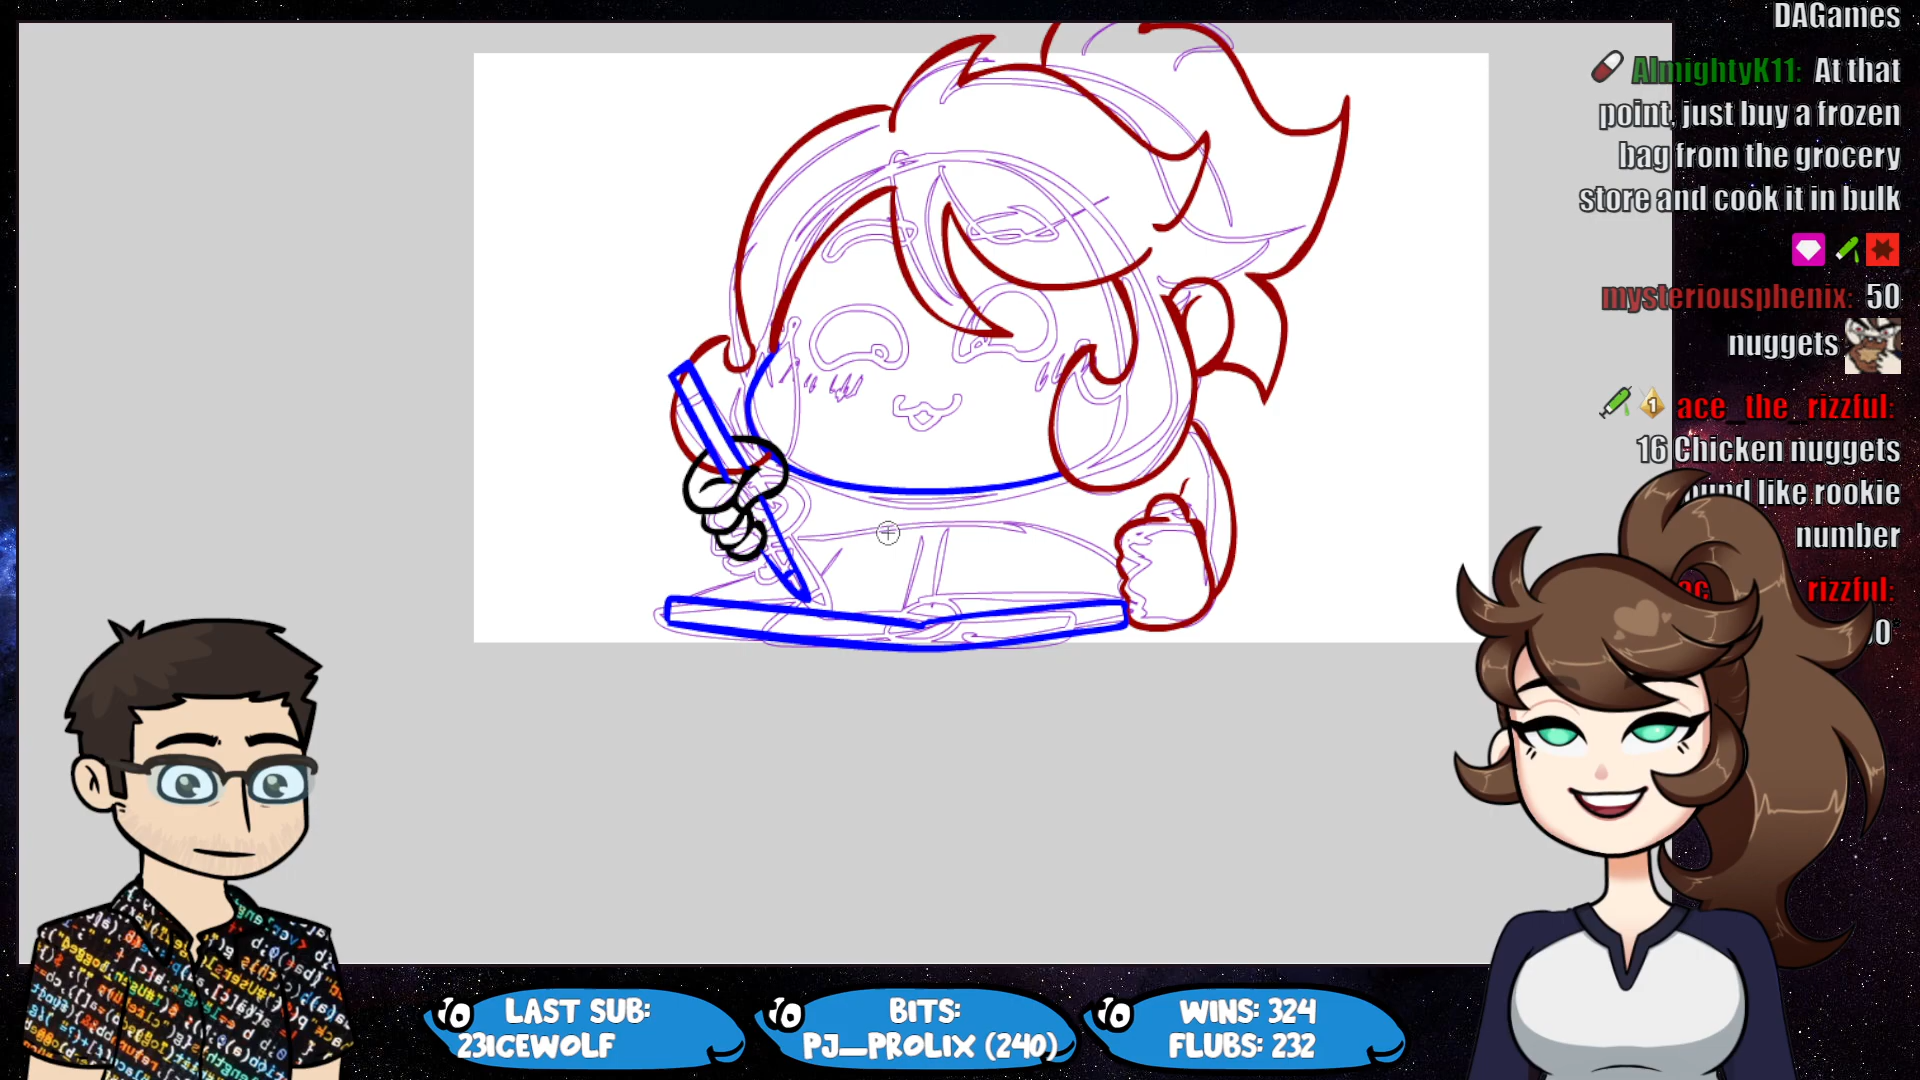 DAGames
AlmightyK11: At that
point, just buy a frozen
bag from the grocery
store and cook it in bulk
mysteriousphenix: 50
nuggets
1 ace_the_rizzful:
16 Chicken nuggets
like rookie
number
rizzful:
LAST SUB:
23ICEWOLF
BITS:
PJ_PROLIX (240)
WINS: 324
FLUBS: 232